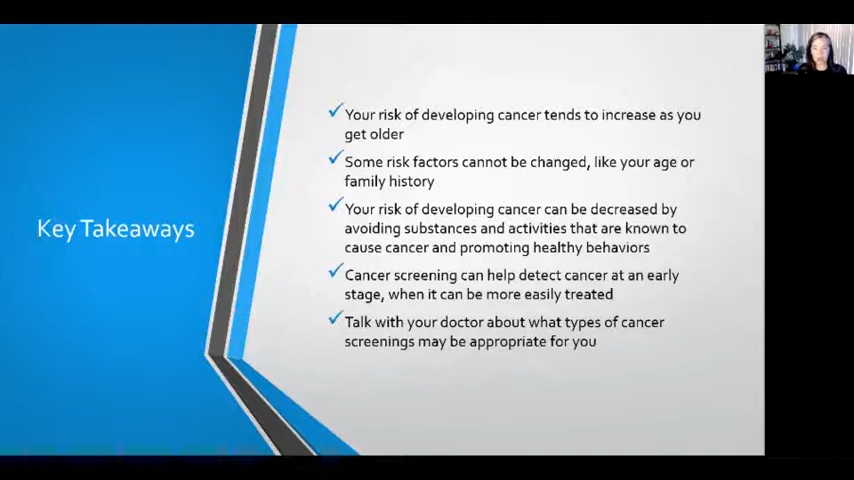 Key Takeaways
Your risk of developing cancer tends to increase as you
get older
Some risk factors cannot be changed, like your age or
family history
Your risk of developing cancer can be decreased by
avoiding substances and activities that are known to
cause cancer and promoting healthy behaviors
Cancer screening can help detect cancer at an early
stage, when it can be more easily treated
Talk with your doctor about what types of cancer
screenings may be appropriate for you